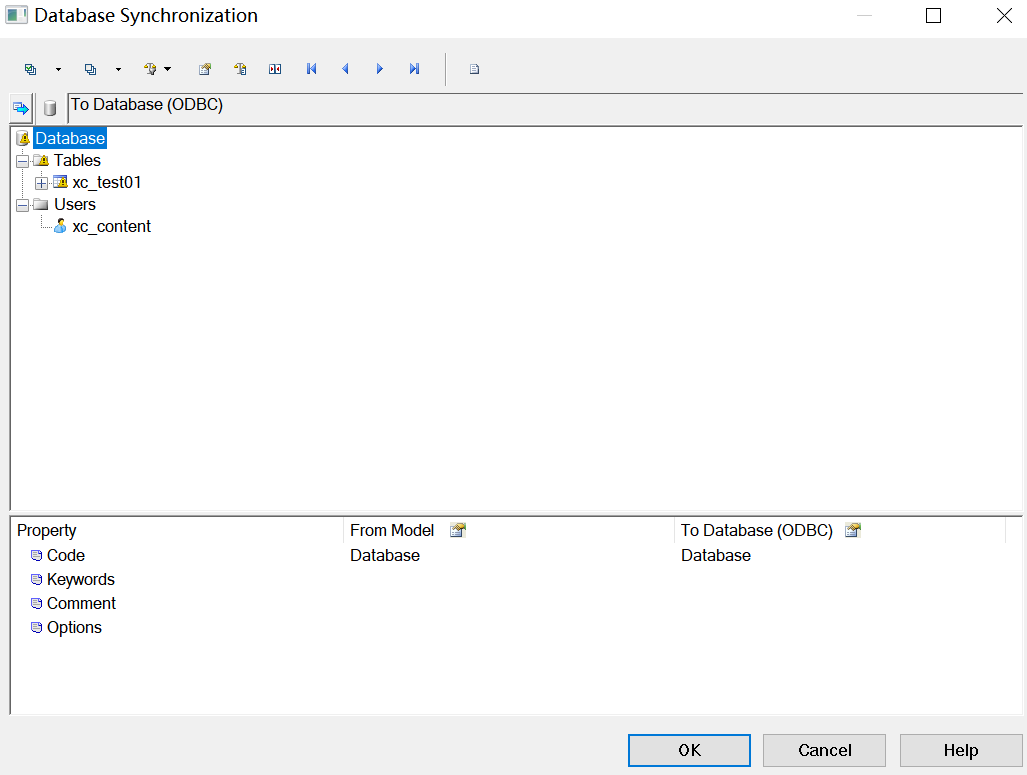 Database Synchronization
To Database (ODBC)
Database
Tables
xc_test01
Users
xc_content
Property From Model To Database (ODBC)
Code Database Database
Keywords
Comment
Options
OK Cancel Help